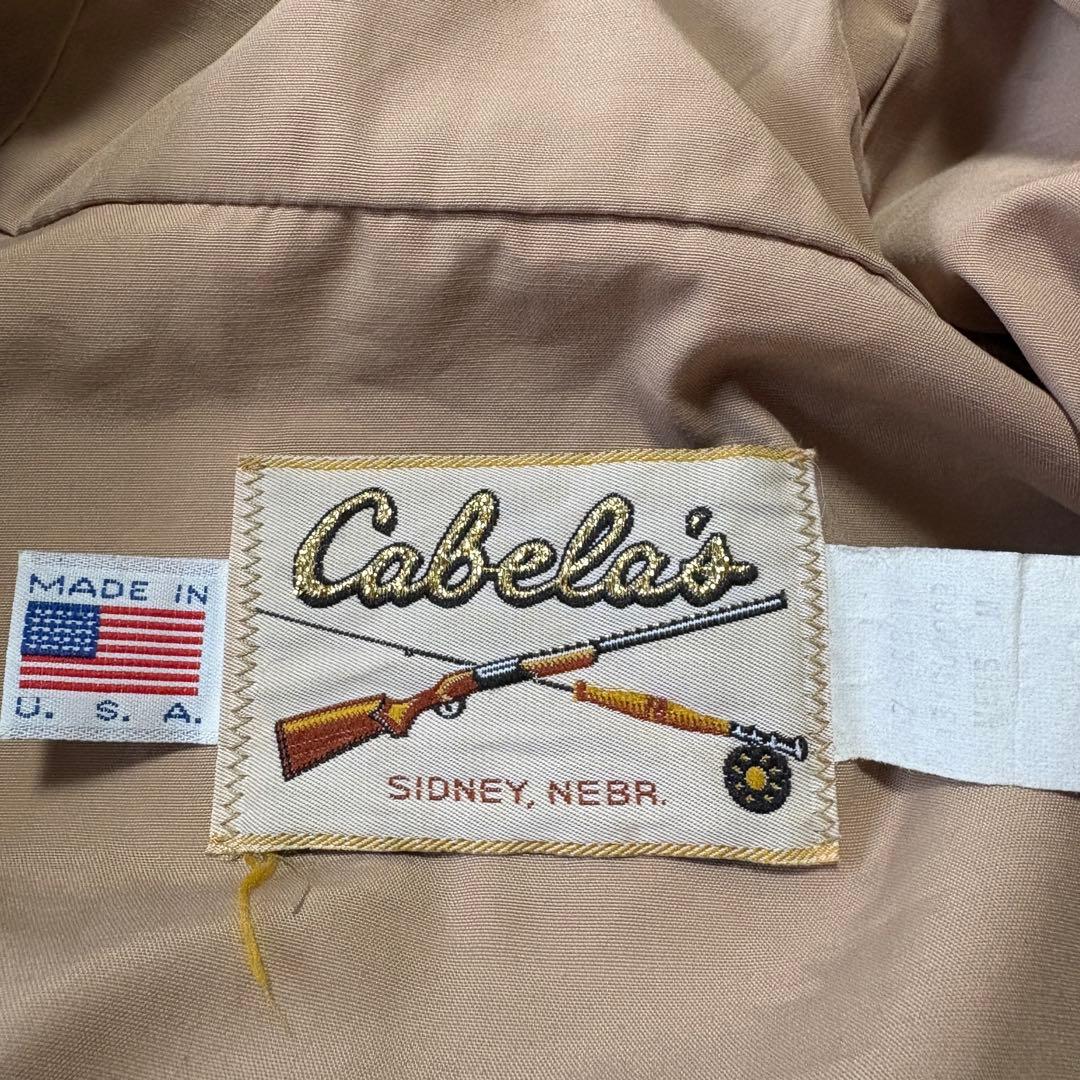 MADE IN
U. S. A.
Cabela's
SIDNEY, NEBR.